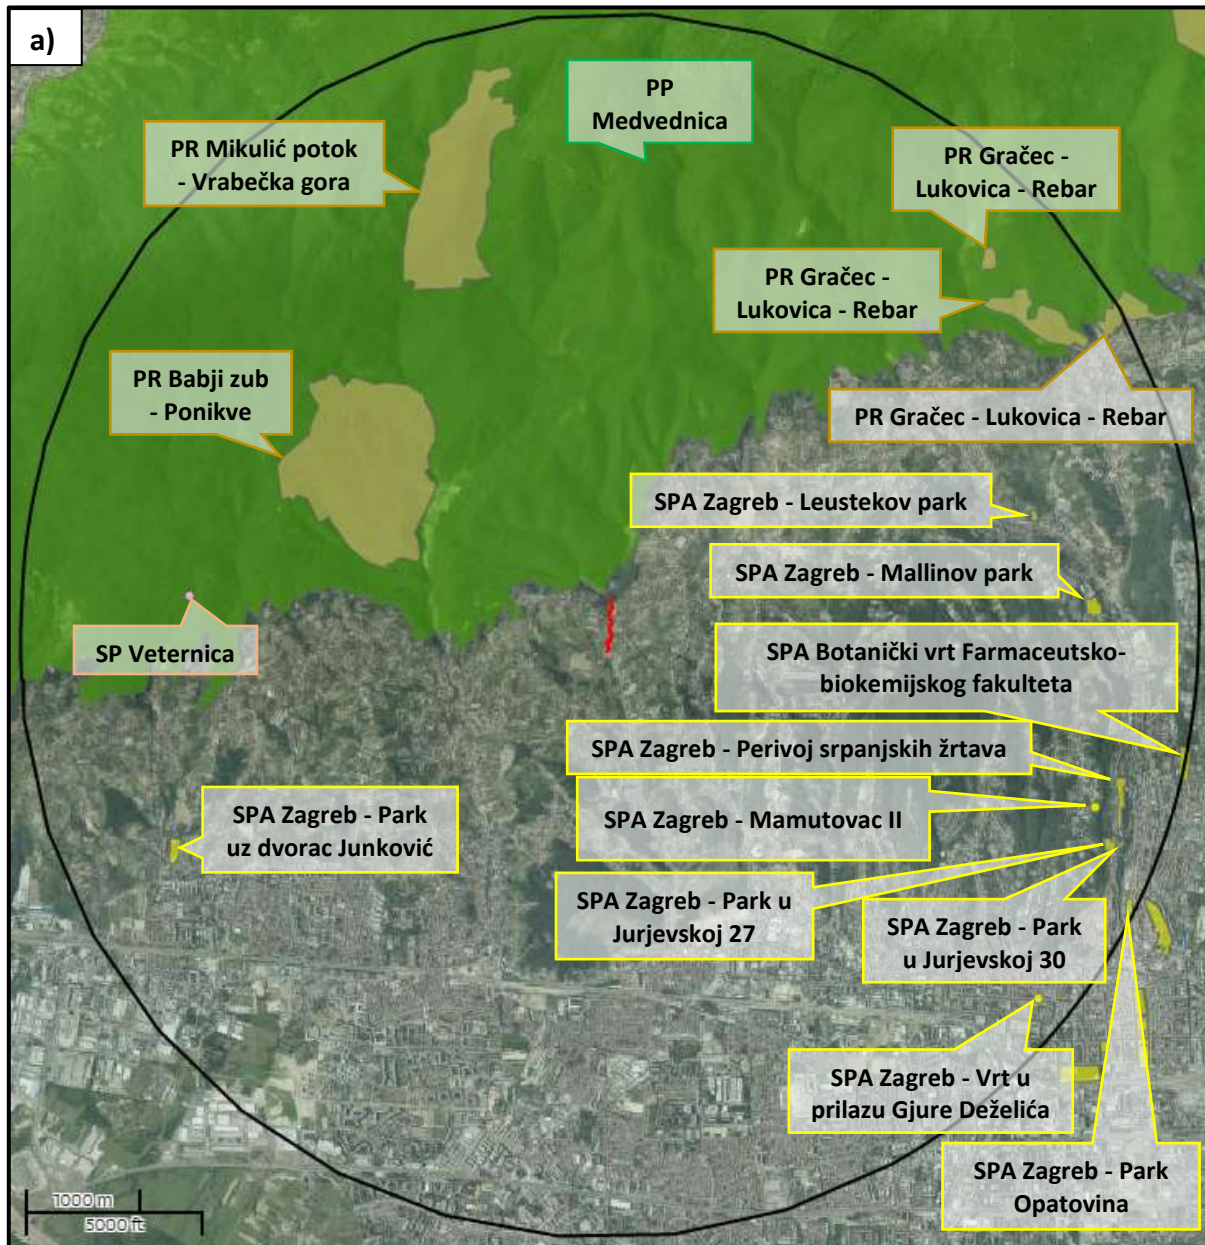 a)
PP
Medvednica
PR Mikulić potok
- Vrabečka gora
PR Gračec -
Lukovica - Rebar
PR Gračec -
Lukovica - Rebar
PR Babji zub
- Ponikve
PR Gračec - Lukovica - Rebar
SPA Zagreb - Leustekov park
SPA Zagreb - Mallinov park
SP Veternica
SPA Botanički vrt Farmaceutsko-
biokemijskog fakulteta
SPA Zagreb - Perivoj srpanjskih žrtava
SPA Zagreb - Mamutovac II
SPA Zagreb - Park
uz dvorac Junković
SPA Zagreb - Park u
Jurjevskoj 27
SPA Zagreb - Park
u Jurjevskoj 30
SPA Zagreb - Vrt u
prilazu Gjure Deželića
SPA Zagreb - Park
Opatovina
1000 m
5000 ft